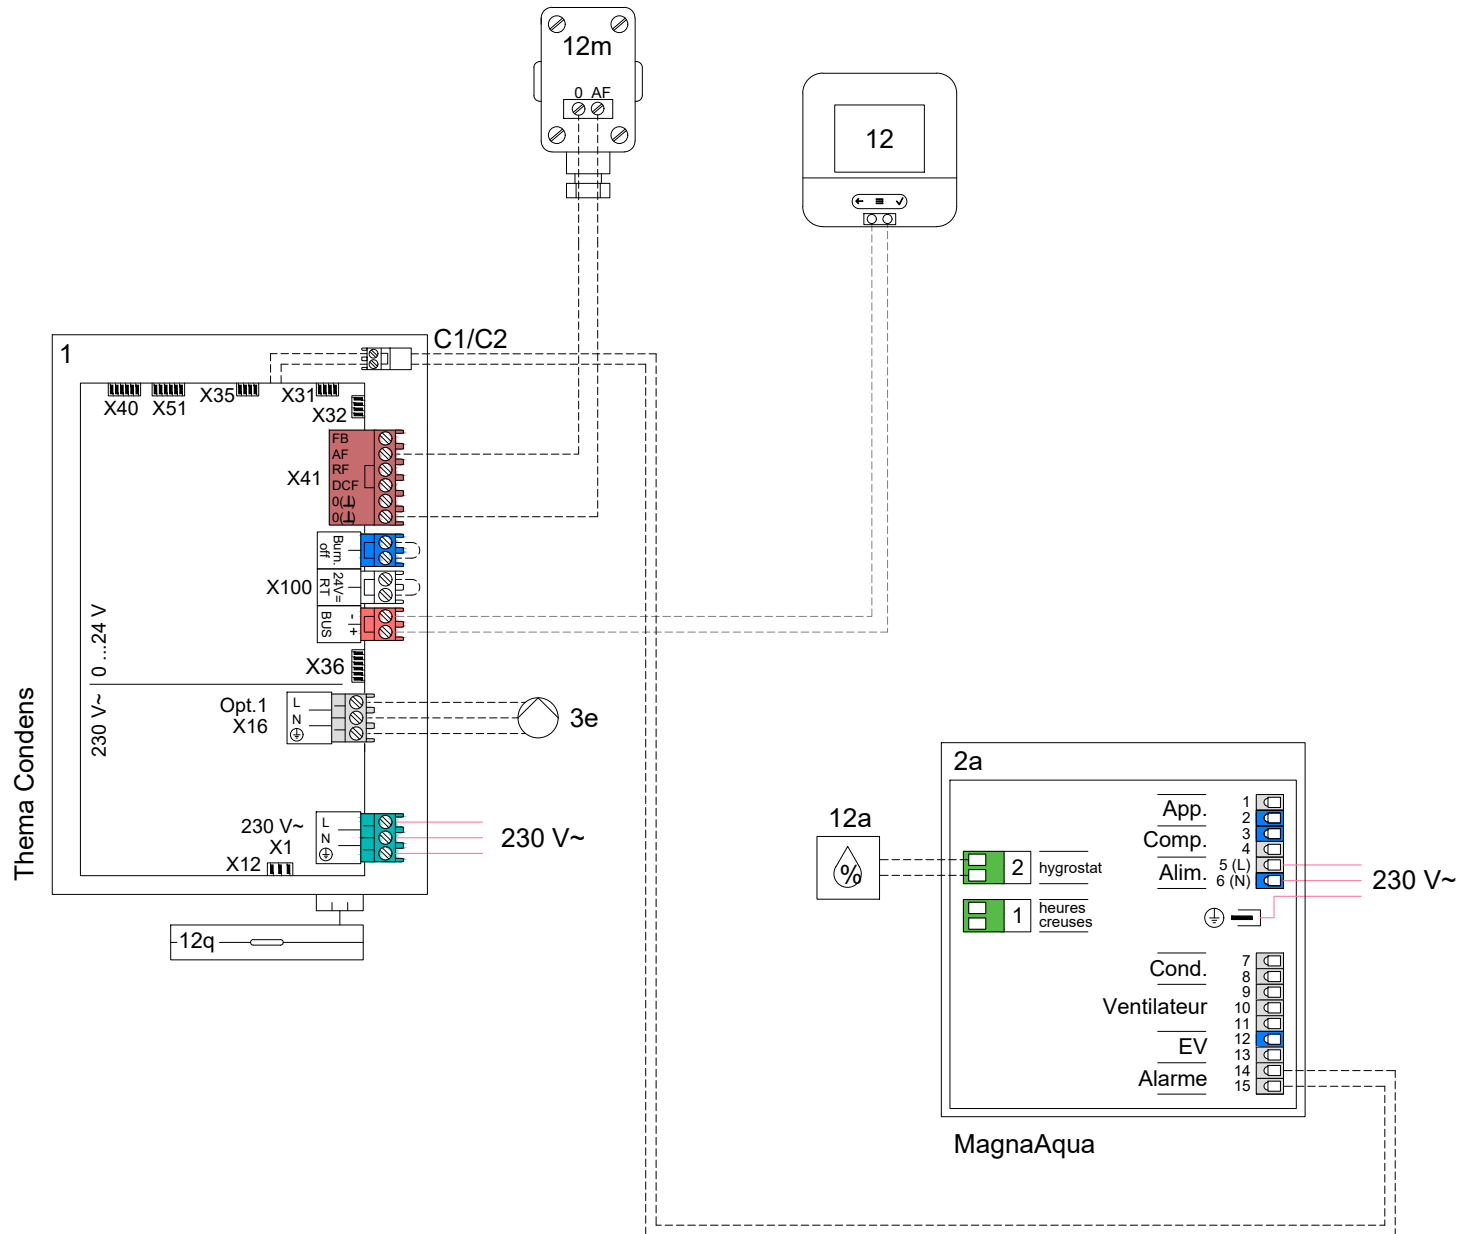 12m
0 AF
12
C1/C2
1
X40
X51
X35
X31
X32
FB
AF
RF
DCF
0(⊥)
0(⊥)
X41
Burn.
off
X100
24V=
RT
BUS
-
+
0 ...24 V
X36
230 V~
Opt.1
X16
L
N
3e
Thema Condens
230 V~
X1
L
N
230 V~
X12
12q
2a
12a
%
2
hygrostat
1
heures
creuses
App.
1
2
Comp.
3
4
Alim.
5 (L)
6 (N)
230 V~
Cond.
7
8
Ventilateur
9
10
11
EV
12
13
Alarme
14
15
MagnaAqua